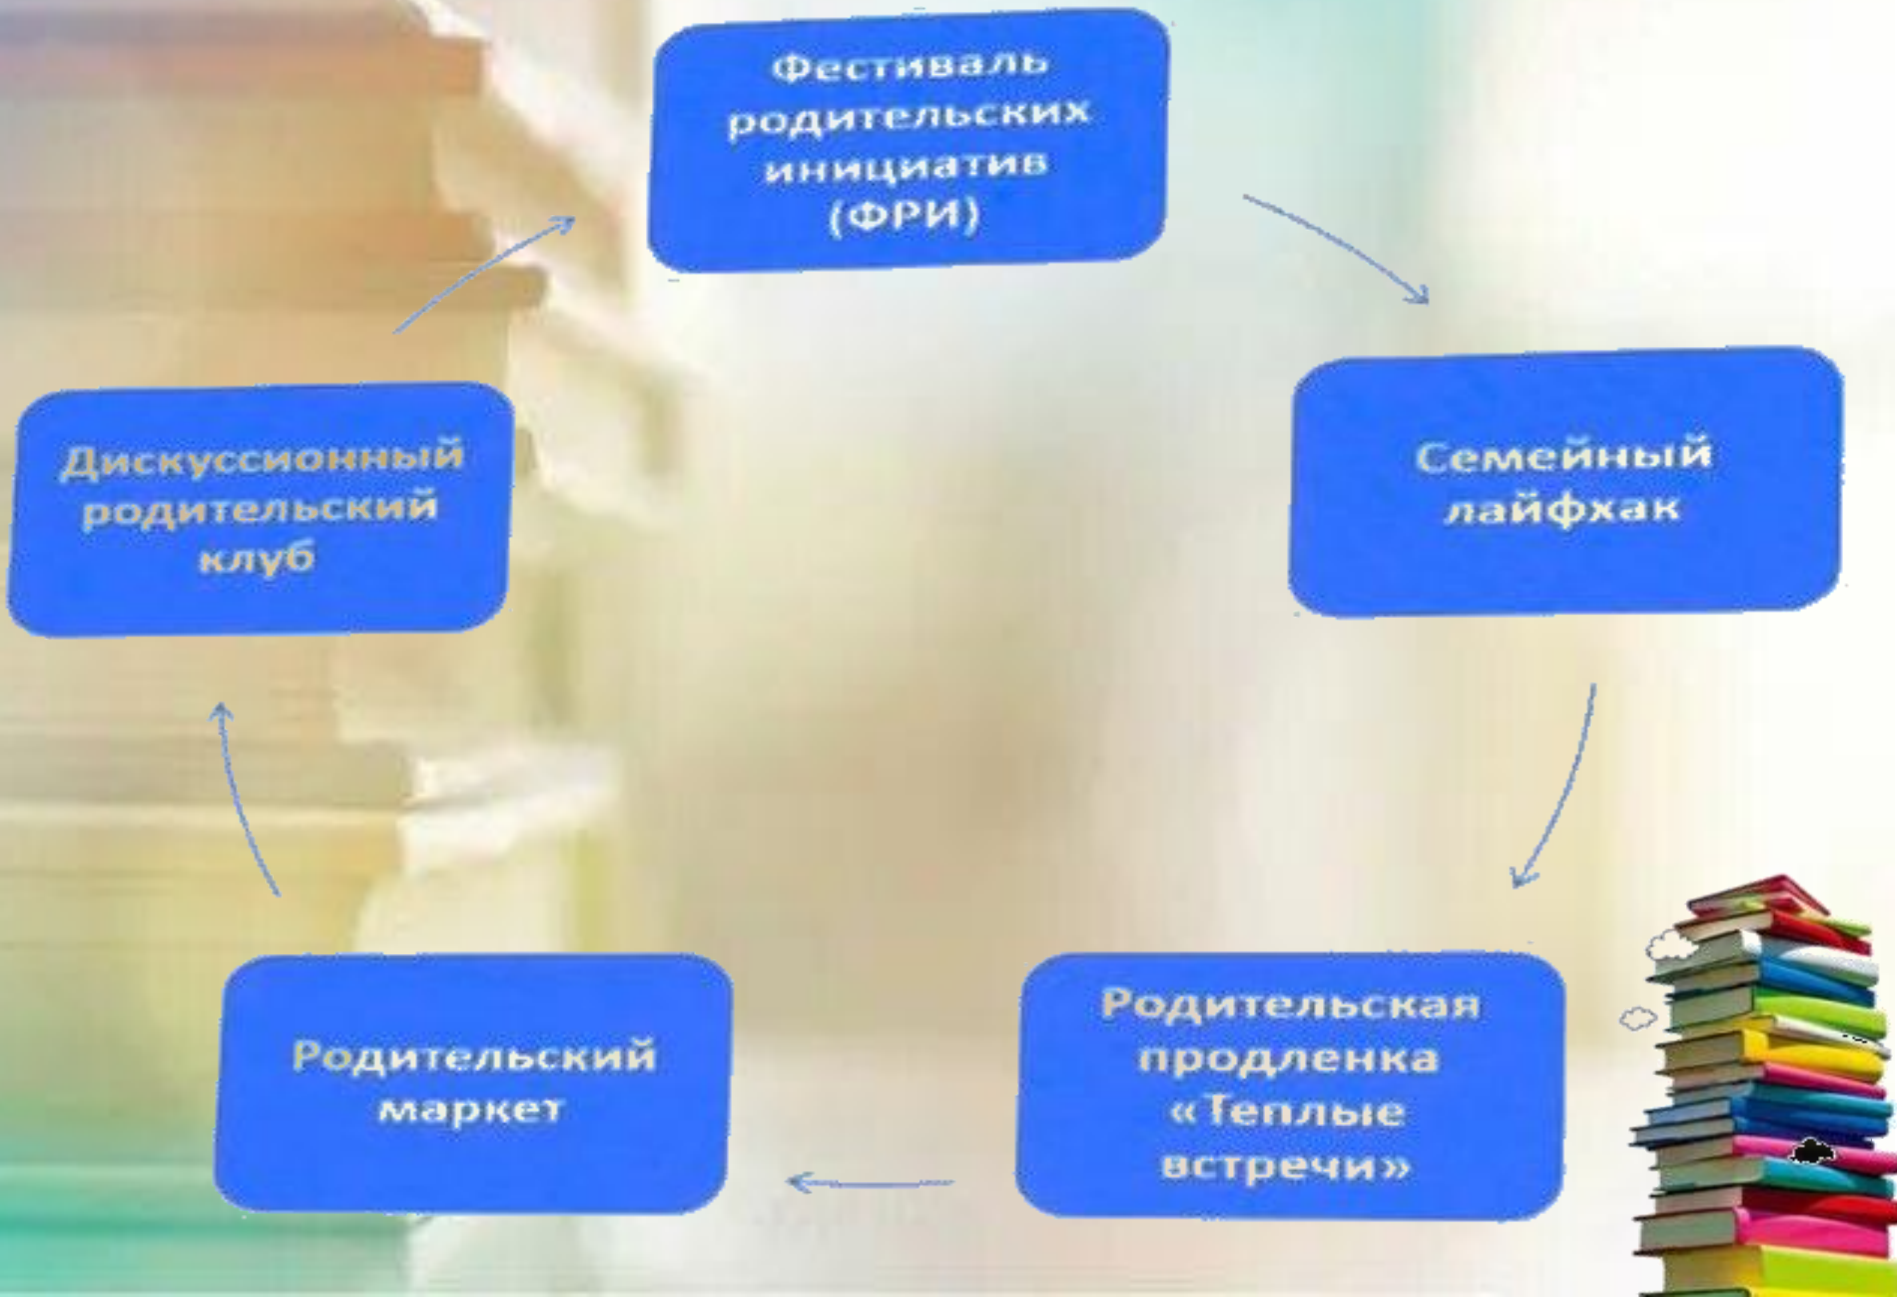 Фестиваль
родительских
инициатив
(ФРИ)
Семейный
лайфхак
Родительская
продленка
«Теплые
встречи»
Родительский
маркет
Дискуссионный
родительский
клуб